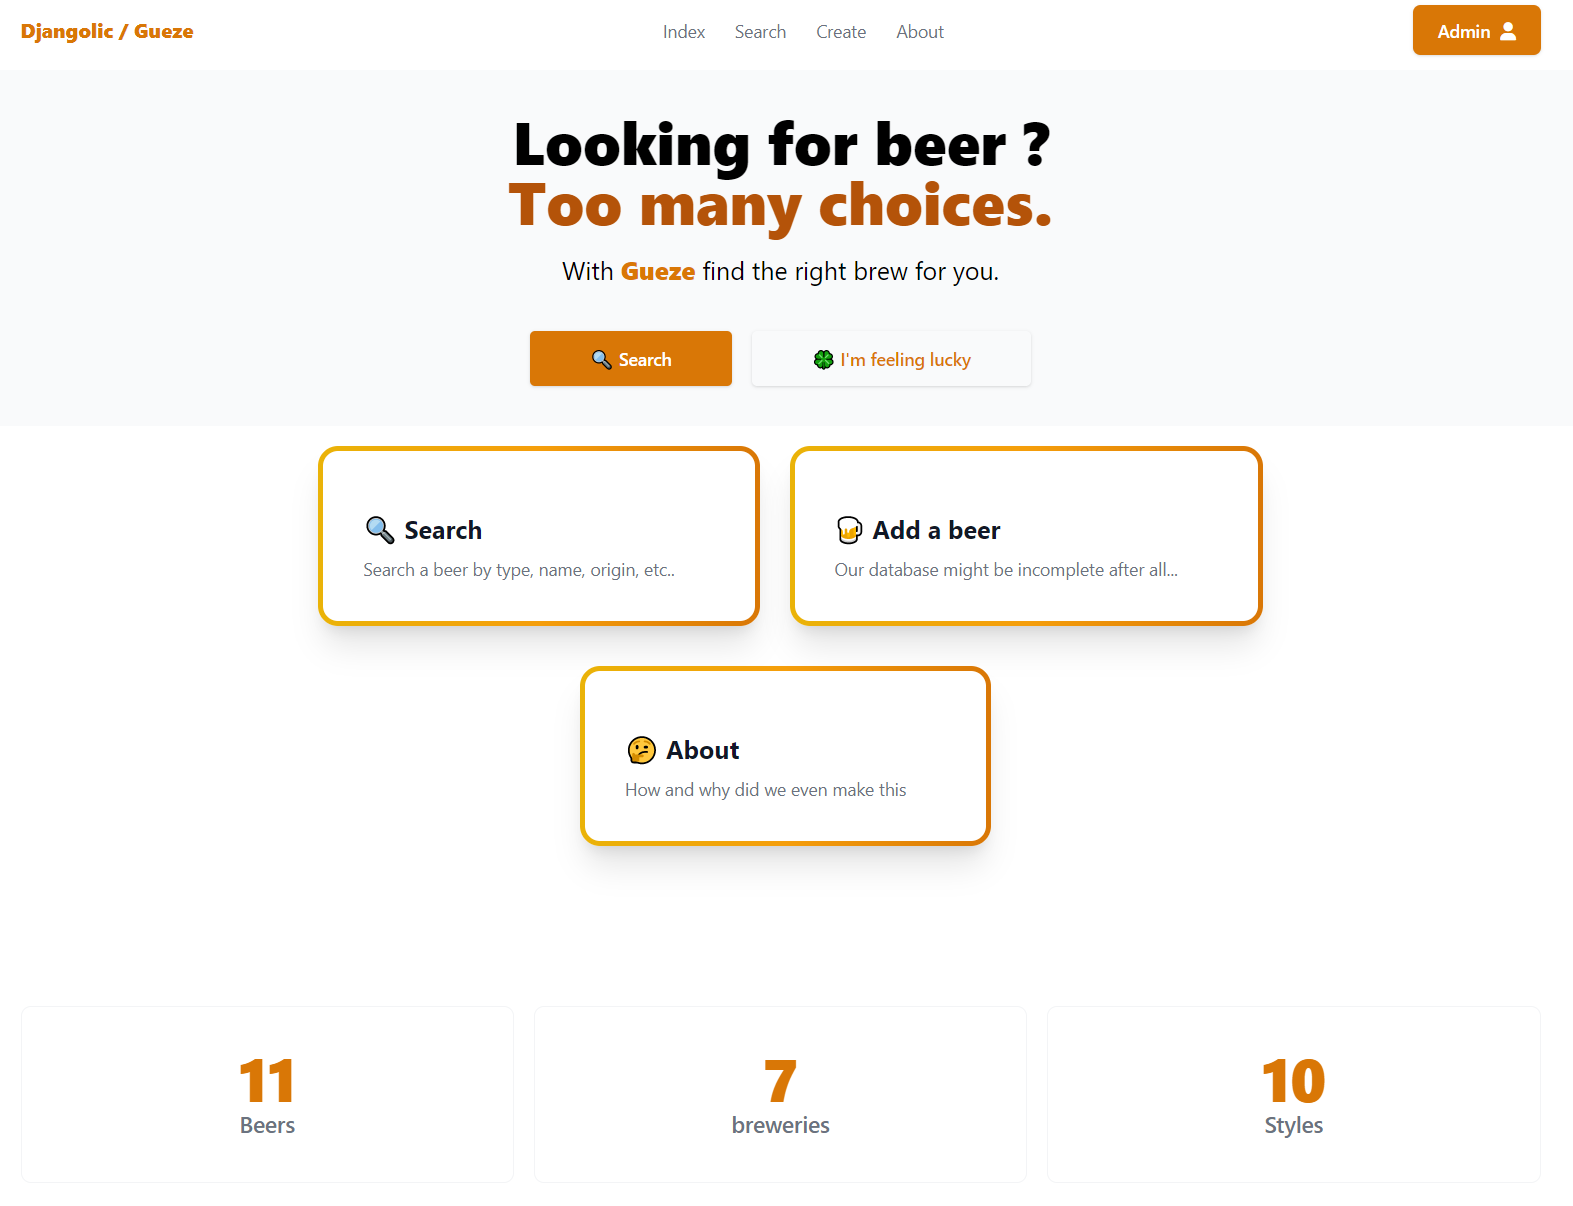 Djangolic / Gueze
Index Search Create About
Admin
Looking for beer ?
Too many choices.
With Gueze find the right brew for you.
🔍 Search
🍀 I'm feeling lucky
🔍 Search
Search a beer by type, name, origin, etc..
🍺 Add a beer
Our database might be incomplete after all...
🤔 About
How and why did we even make this
11
Beers
7
breweries
10
Styles